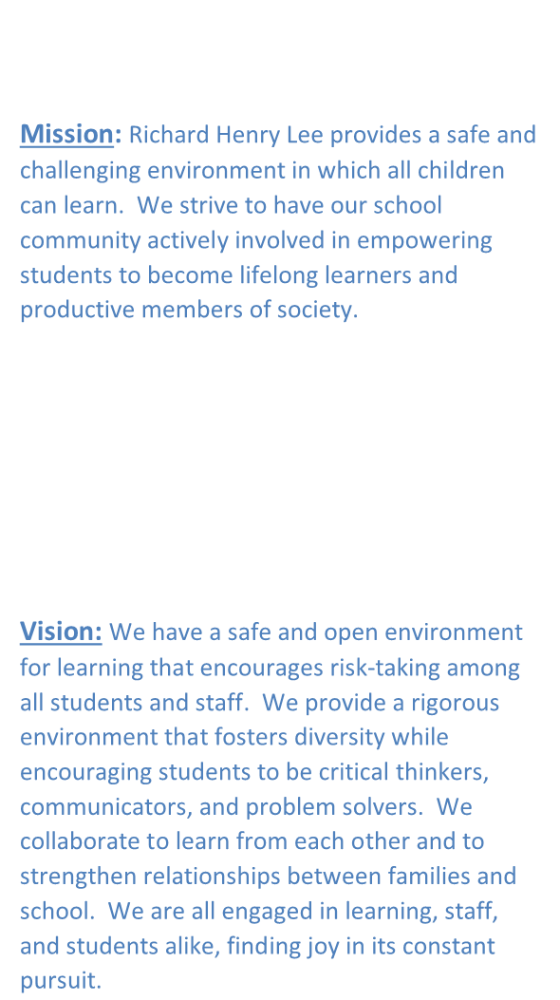 Mission: Richard Henry Lee provides a safe and
challenging environment in which all children
can learn.  We strive to have our school
community actively involved in empowering
students to become lifelong learners and
productive members of society.
Vision: We have a safe and open environment
for learning that encourages risk-taking among
all students and staff.  We provide a rigorous
environment that fosters diversity while
encouraging students to be critical thinkers,
communicators, and problem solvers.  We
collaborate to learn from each other and to
strengthen relationships between families and
school.  We are all engaged in learning, staff,
and students alike, finding joy in its constant
pursuit.